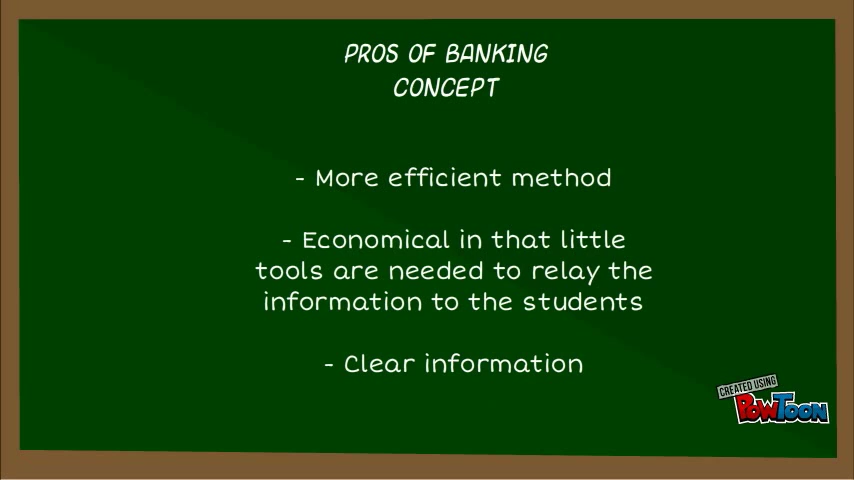 PROS OF BANKING
CONCEPT
- More efficient method
- Economical in that little
tools are needed to relay the
information to the students
- Clear information
CREATED USING
POWTOON